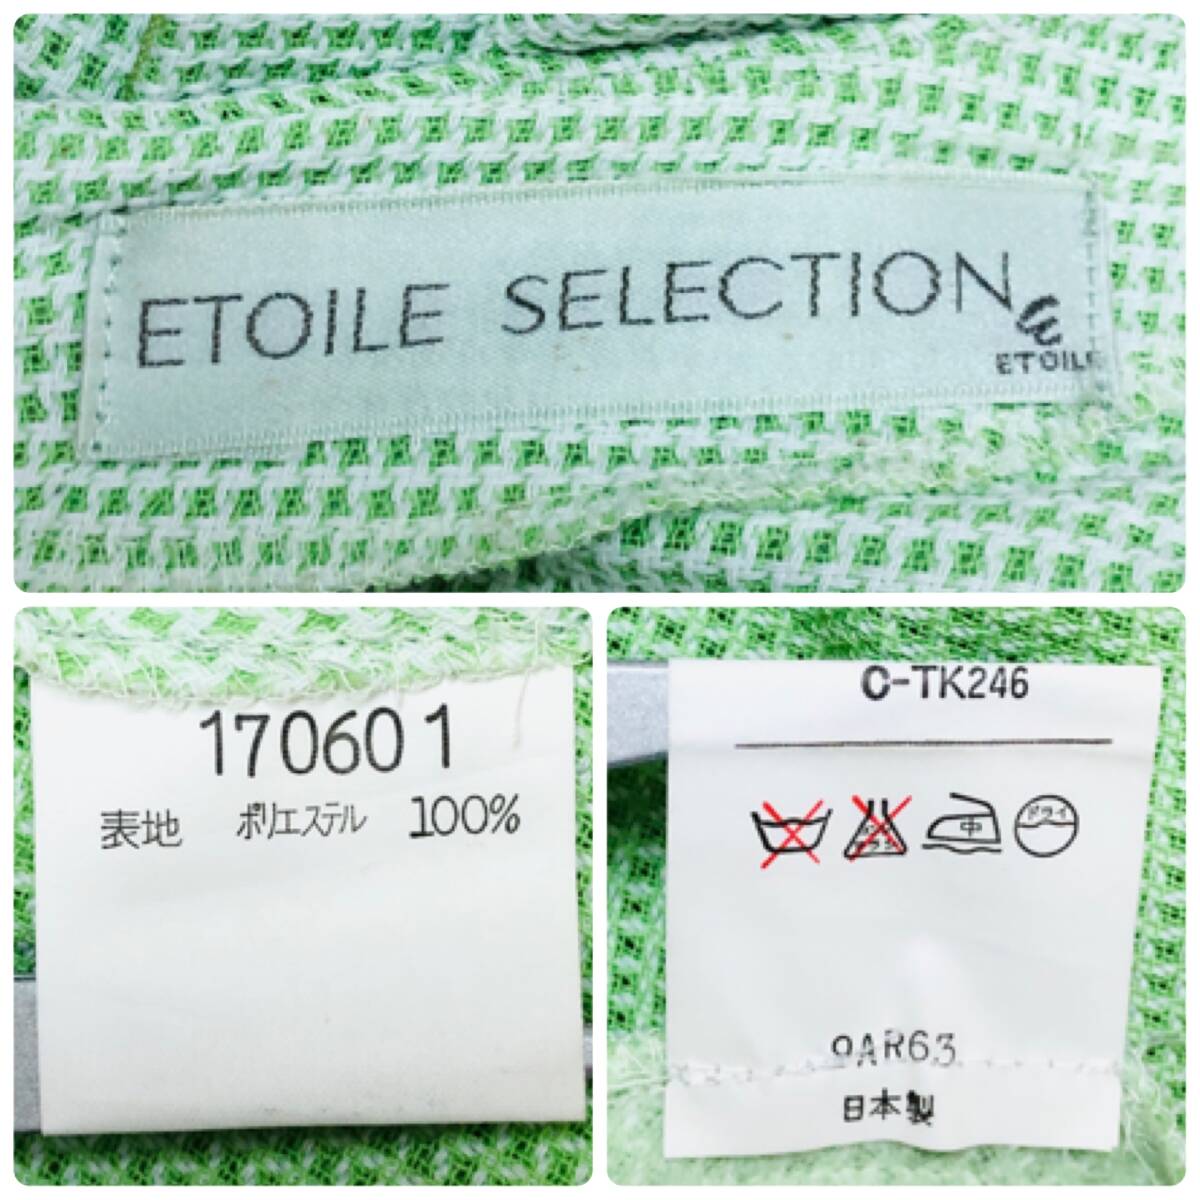 ETOILE SELECTION
ETOILE
170601
表地 ポリエステル 100%
C-TK246
中 ドライ
9AR63
日本製